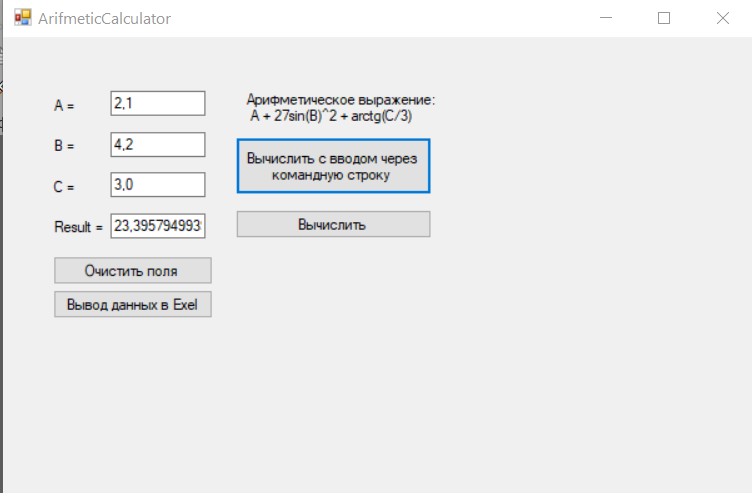 ArifmeticCalculator
A =
2,1
Арифметическое выражение:
A + 27sin(B)^2 + arctg(C/3)
B =
4,2
Вычислить с вводом через
командную строку
C =
3,0
Result =
23,395794993
Вычислить
Очистить поля
Вывод данных в Exel